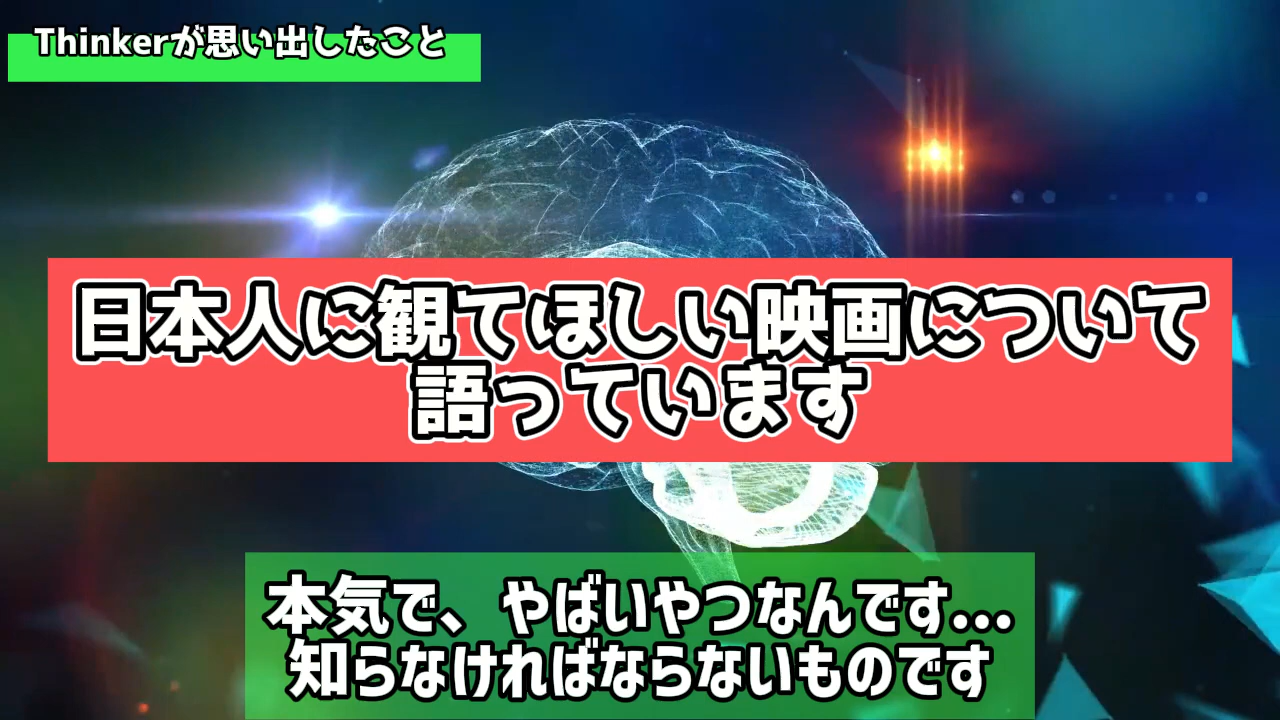 Thinkerが思い出したこと
日本人に観てほしい映画について
語っています
本気で、やばいやつなんです...
知らなければならないものです